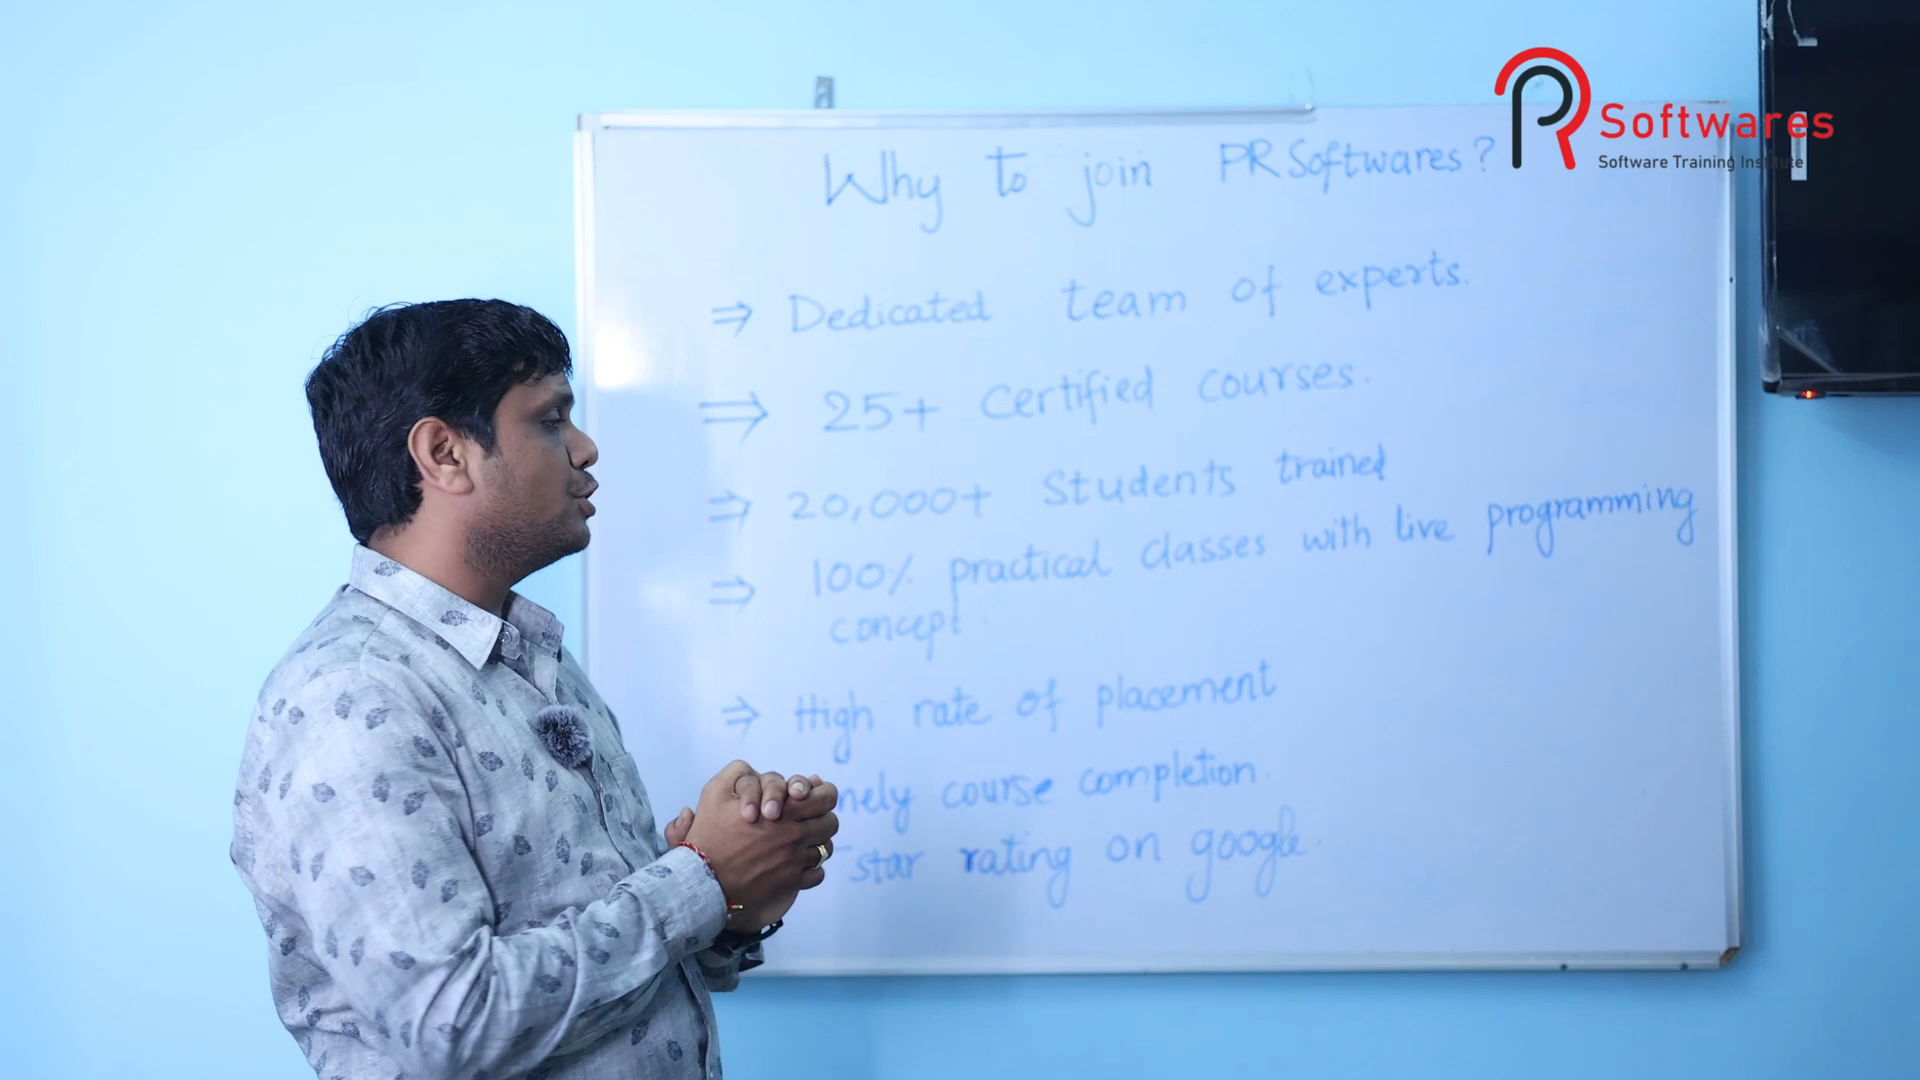 R Softwares
Software Training Institute
Why to join PR Softwares?
⇒ Dedicated team of experts.
⇒ 25+ Certified courses.
⇒ 20,000+ Students trained
⇒ 100% practical classes with live programming
concept.
⇒ High rate of placement
course completion.
star rating on google.